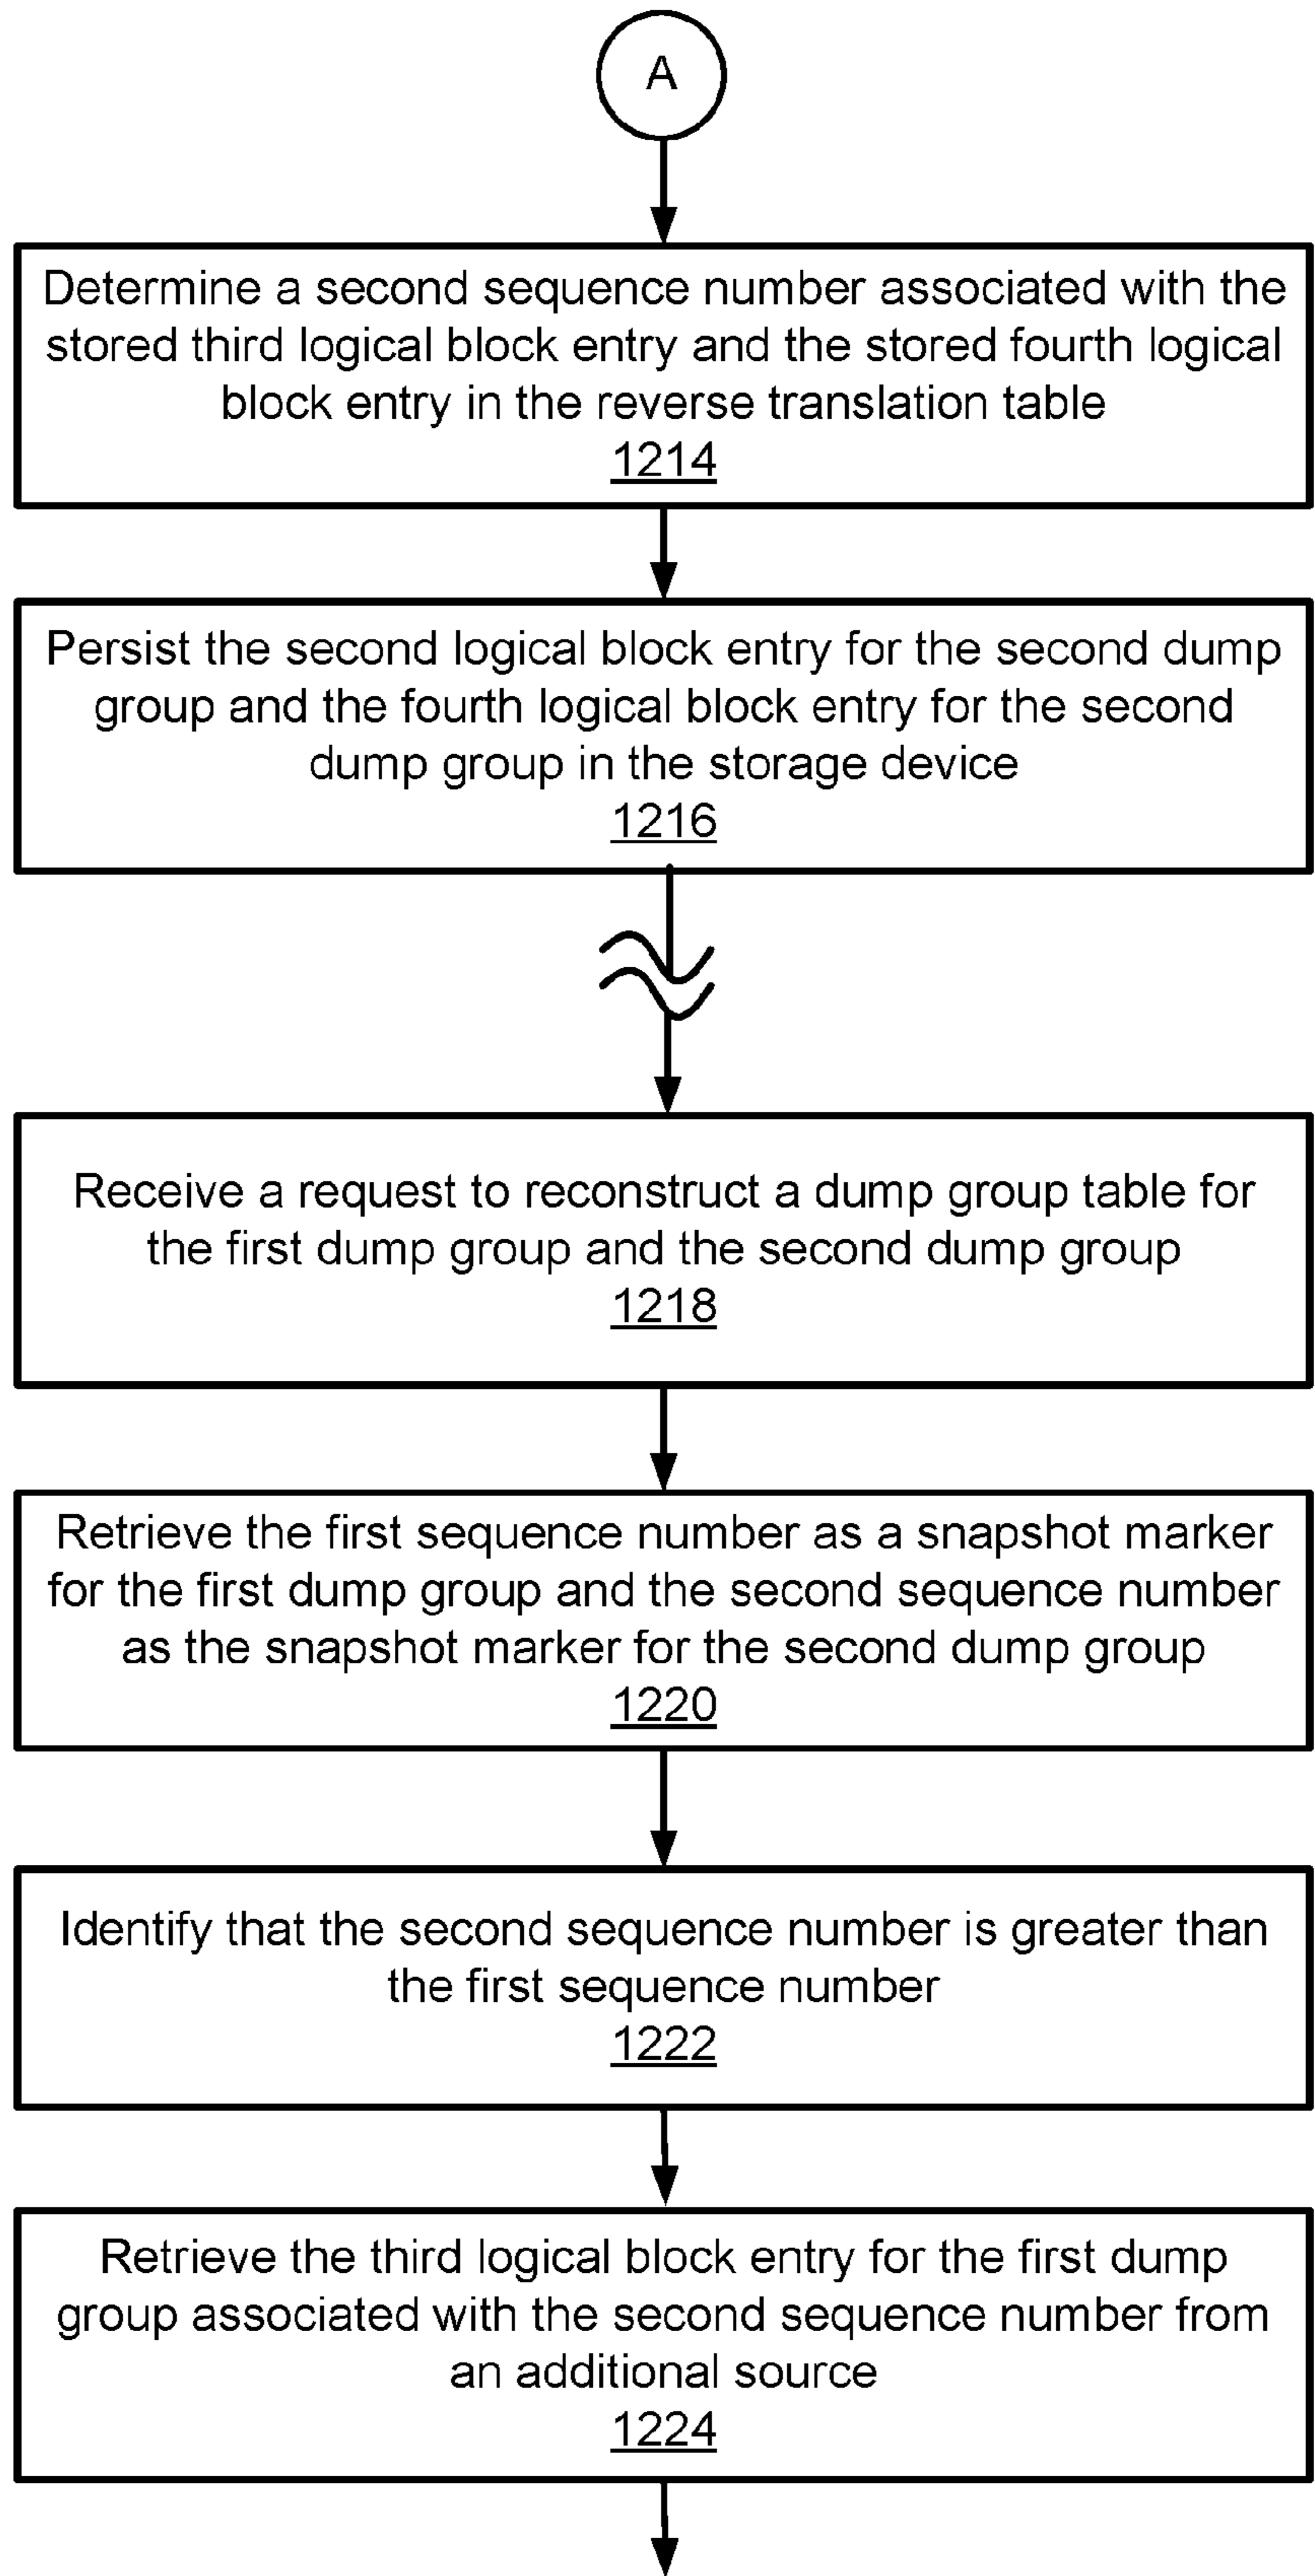 A
Determine a second sequence number associated with the
stored third logical block entry and the stored fourth logical
block entry in the reverse translation table
1214
Persist the second logical block entry for the second dump
group and the fourth logical block entry for the second
dump group in the storage device
1216
Receive a request to reconstruct a dump group table for
the first dump group and the second dump group
1218
Retrieve the first sequence number as a snapshot marker
for the first dump group and the second sequence number
as the snapshot marker for the second dump group
1220
Identify that the second sequence number is greater than
the first sequence number
1222
Retrieve the third logical block entry for the first dump
group associated with the second sequence number from
an additional source
1224